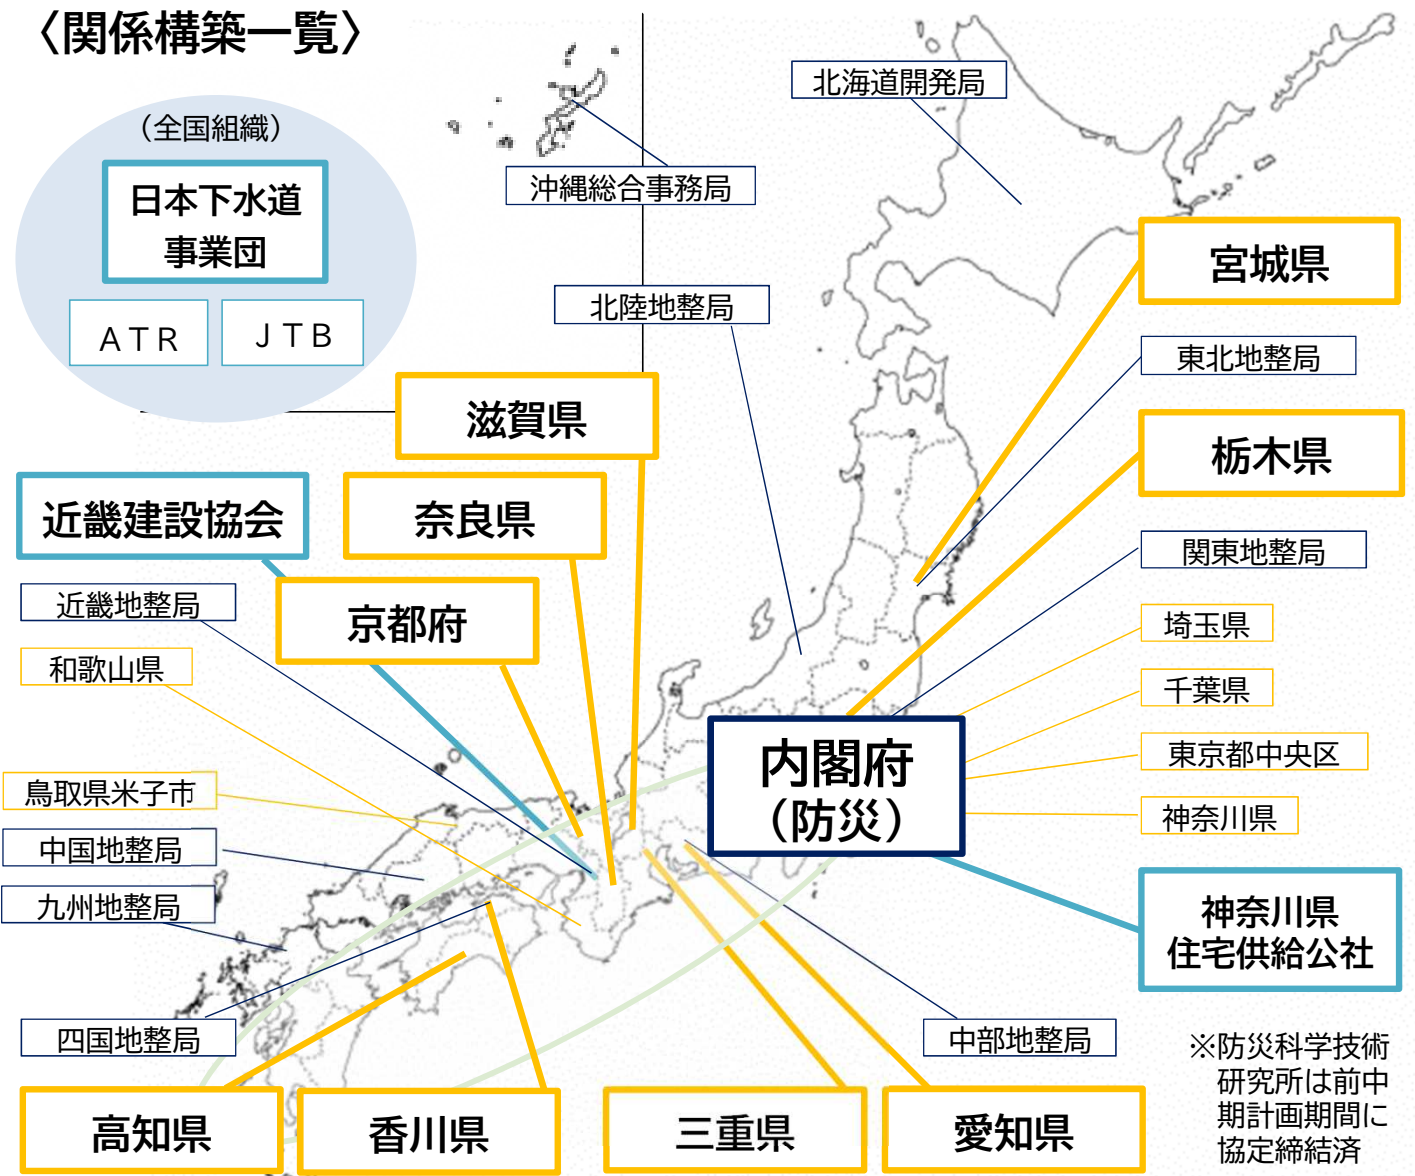 〈関係構築一覧〉
（全国組織）
日本下水道
事業団
ＡＴＲ
ＪＴＢ
沖縄総合事務局
北海道開発局
北陸地整局
宮城県
東北地整局
滋賀県
栃木県
近畿建設協会
奈良県
関東地整局
近畿地整局
京都府
埼玉県
和歌山県
千葉県
内閣府
（防災）
東京都中央区
鳥取県米子市
神奈川県
中国地整局
九州地整局
神奈川県
住宅供給公社
四国地整局
中部地整局
高知県
香川県
三重県
愛知県
※防災科学技術
研究所は前中
期計画期間に
協定締結済